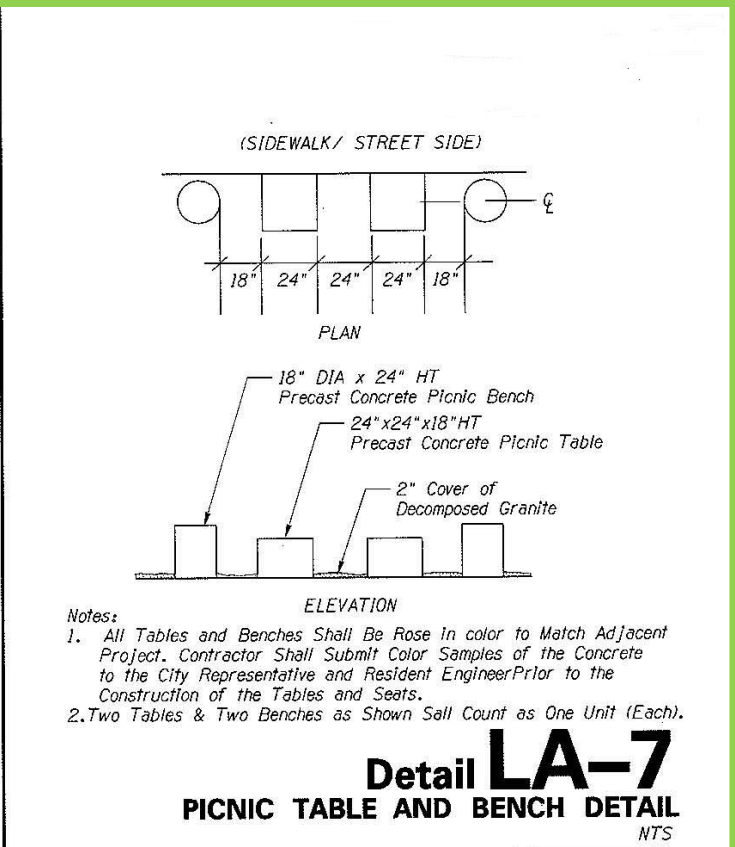 (SIDEWALK/ STREET SIDE)
℄
18" 24" 24" 24" 18"
PLAN
18" DIA x 24" HT
Precast Concrete Picnic Bench
24"x24"x18"HT
Precast Concrete Picnic Table
2" Cover of
Decomposed Granite
ELEVATION
Notes:
1. All Tables and Benches Shall Be Rose in color to Match Adjacent
Project. Contractor Shall Submit Color Samples of the Concrete
to the City Representative and Resident EngineerPrior to the
Construction of the Tables and Seats.
2.Two Tables & Two Benches as Shown Sall Count as One Unit (Each).
Detail LA-7
PICNIC TABLE AND BENCH DETAIL
NTS